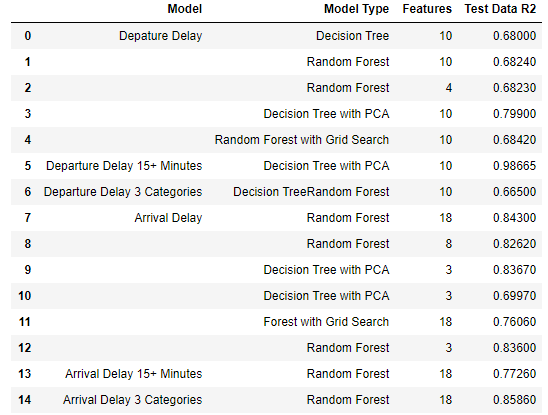 Model Model Type Features Test Data R2
0 Depature Delay Decision Tree 10 0.68000
1 Random Forest 10 0.68240
2 Random Forest 4 0.68230
3 Decision Tree with PCA 10 0.79900
4 Random Forest with Grid Search 10 0.68420
5 Departure Delay 15+ Minutes Decision Tree with PCA 10 0.98665
6 Departure Delay 3 Categories Decision TreeRandom Forest 10 0.66500
7 Arrival Delay Random Forest 18 0.84300
8 Random Forest 8 0.82620
9 Decision Tree with PCA 3 0.83670
10 Decision Tree with PCA 3 0.69970
11 Forest with Grid Search 18 0.76060
12 Random Forest 3 0.83600
13 Arrival Delay 15+ Minutes Random Forest 18 0.77260
14 Arrival Delay 3 Categories Random Forest 18 0.85860